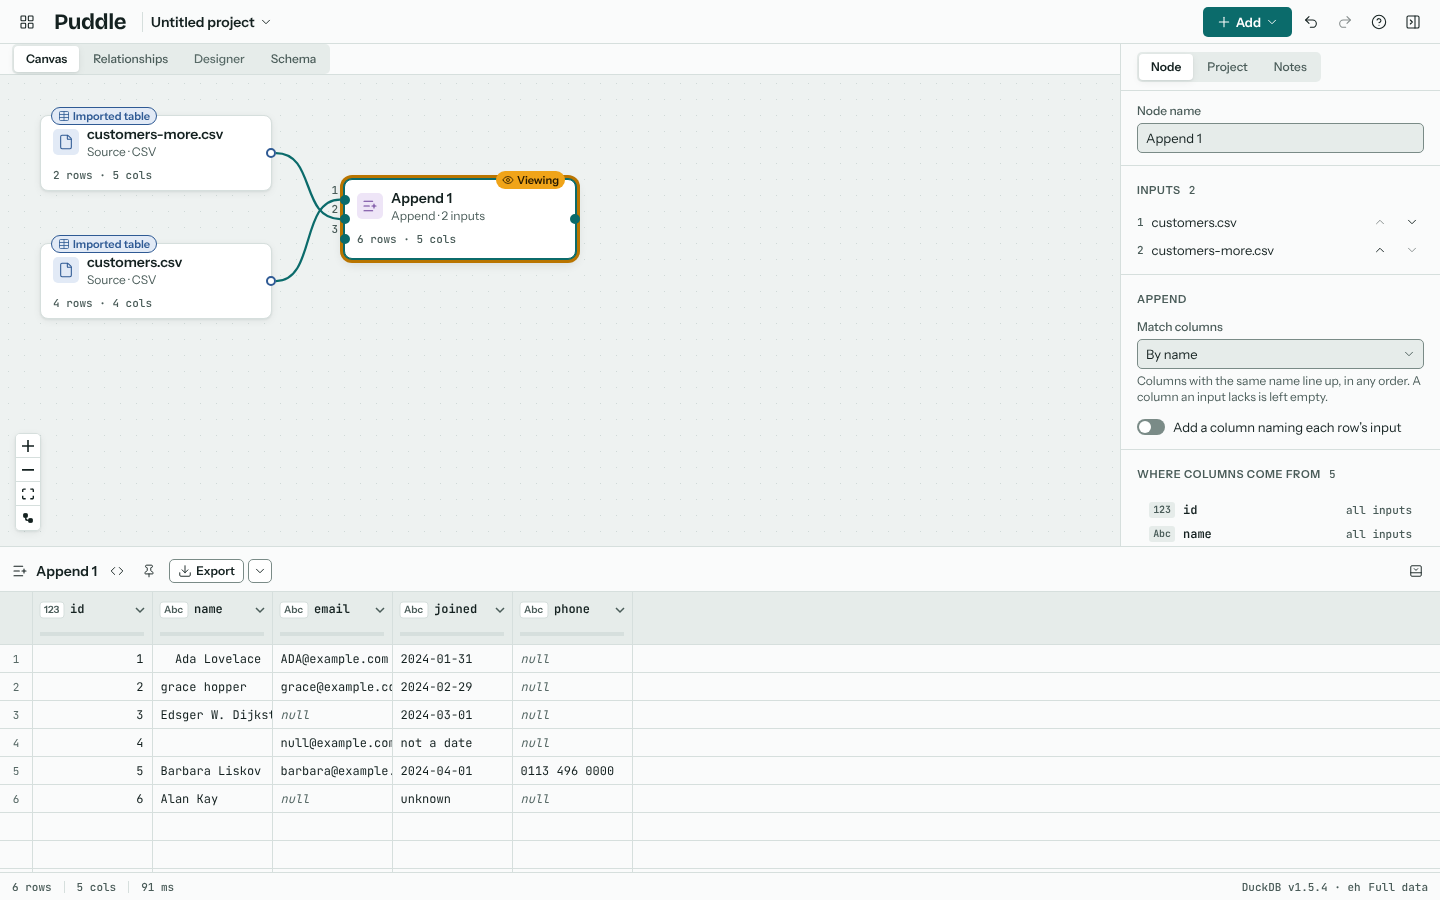 Puddle
Untitled project
Add
Canvas
Relationships
Designer
Schema
Node
Project
Notes
Imported table
customers-more.csv
Source · CSV
2 rows · 5 cols
Imported table
customers.csv
Source · CSV
4 rows · 4 cols
1
2
3
Viewing
Append 1
Append · 2 inputs
6 rows · 5 cols
Node name
Append 1
INPUTS 2
1 customers.csv
2 customers-more.csv
APPEND
Match columns
By name
Columns with the same name line up, in any order. A
column an input lacks is left empty.
Add a column naming each row's input
WHERE COLUMNS COME FROM 5
123 id all inputs
Abc name all inputs
Append 1
Export
123 id Abc name Abc email Abc joined Abc phone
1 1 Ada Lovelace ADA@example.com 2024-01-31 null
2 2 grace hopper grace@example.co 2024-02-29 null
3 3 Edsger W. Dijkst null 2024-03-01 null
4 4 null@example.com not a date null
5 5 Barbara Liskov barbara@example. 2024-04-01 0113 496 0000
6 6 Alan Kay null unknown null
6 rows 5 cols 91 ms
DuckDB v1.5.4 · eh Full data